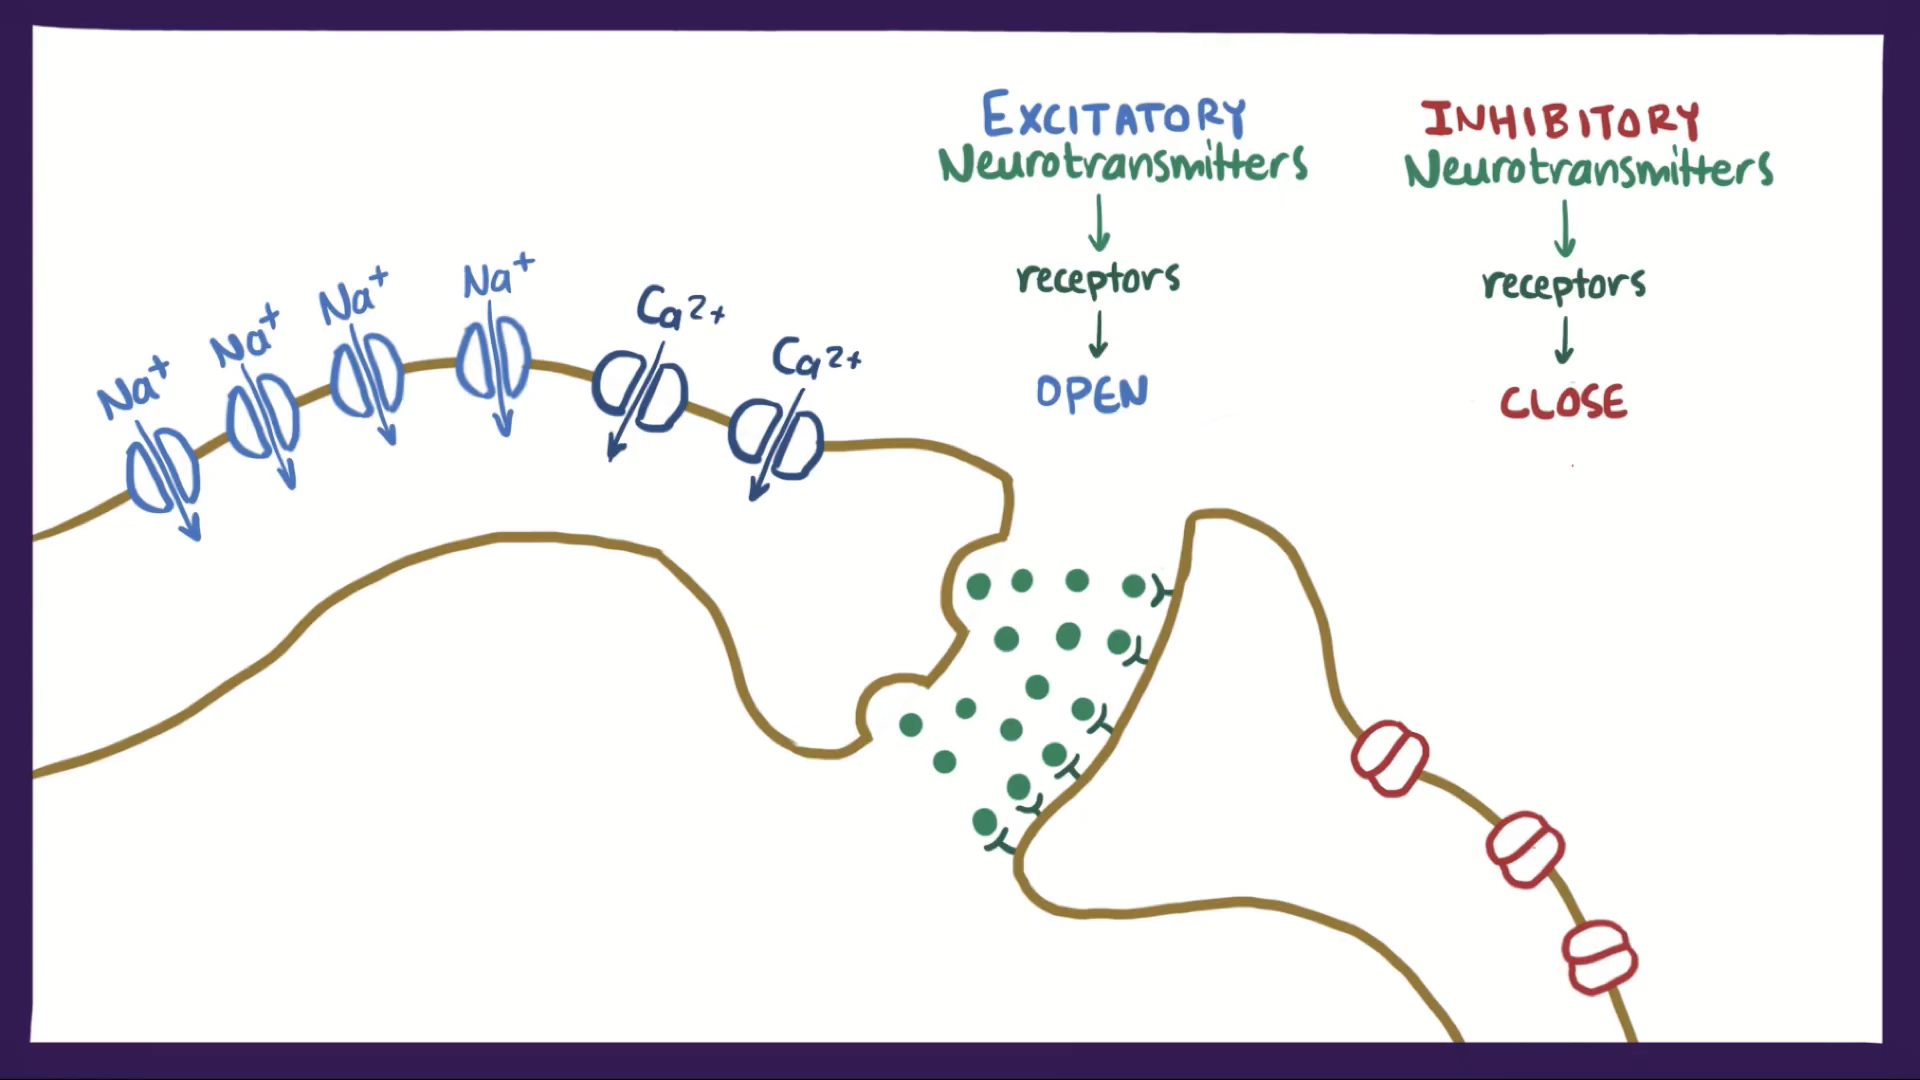 EXCITATORY
Neurotransmitters
receptors
OPEN
INHIBITORY
Neurotransmitters
receptors
CLOSE
Na+
Na+
Na+
Na+
Ca2+
Ca2+